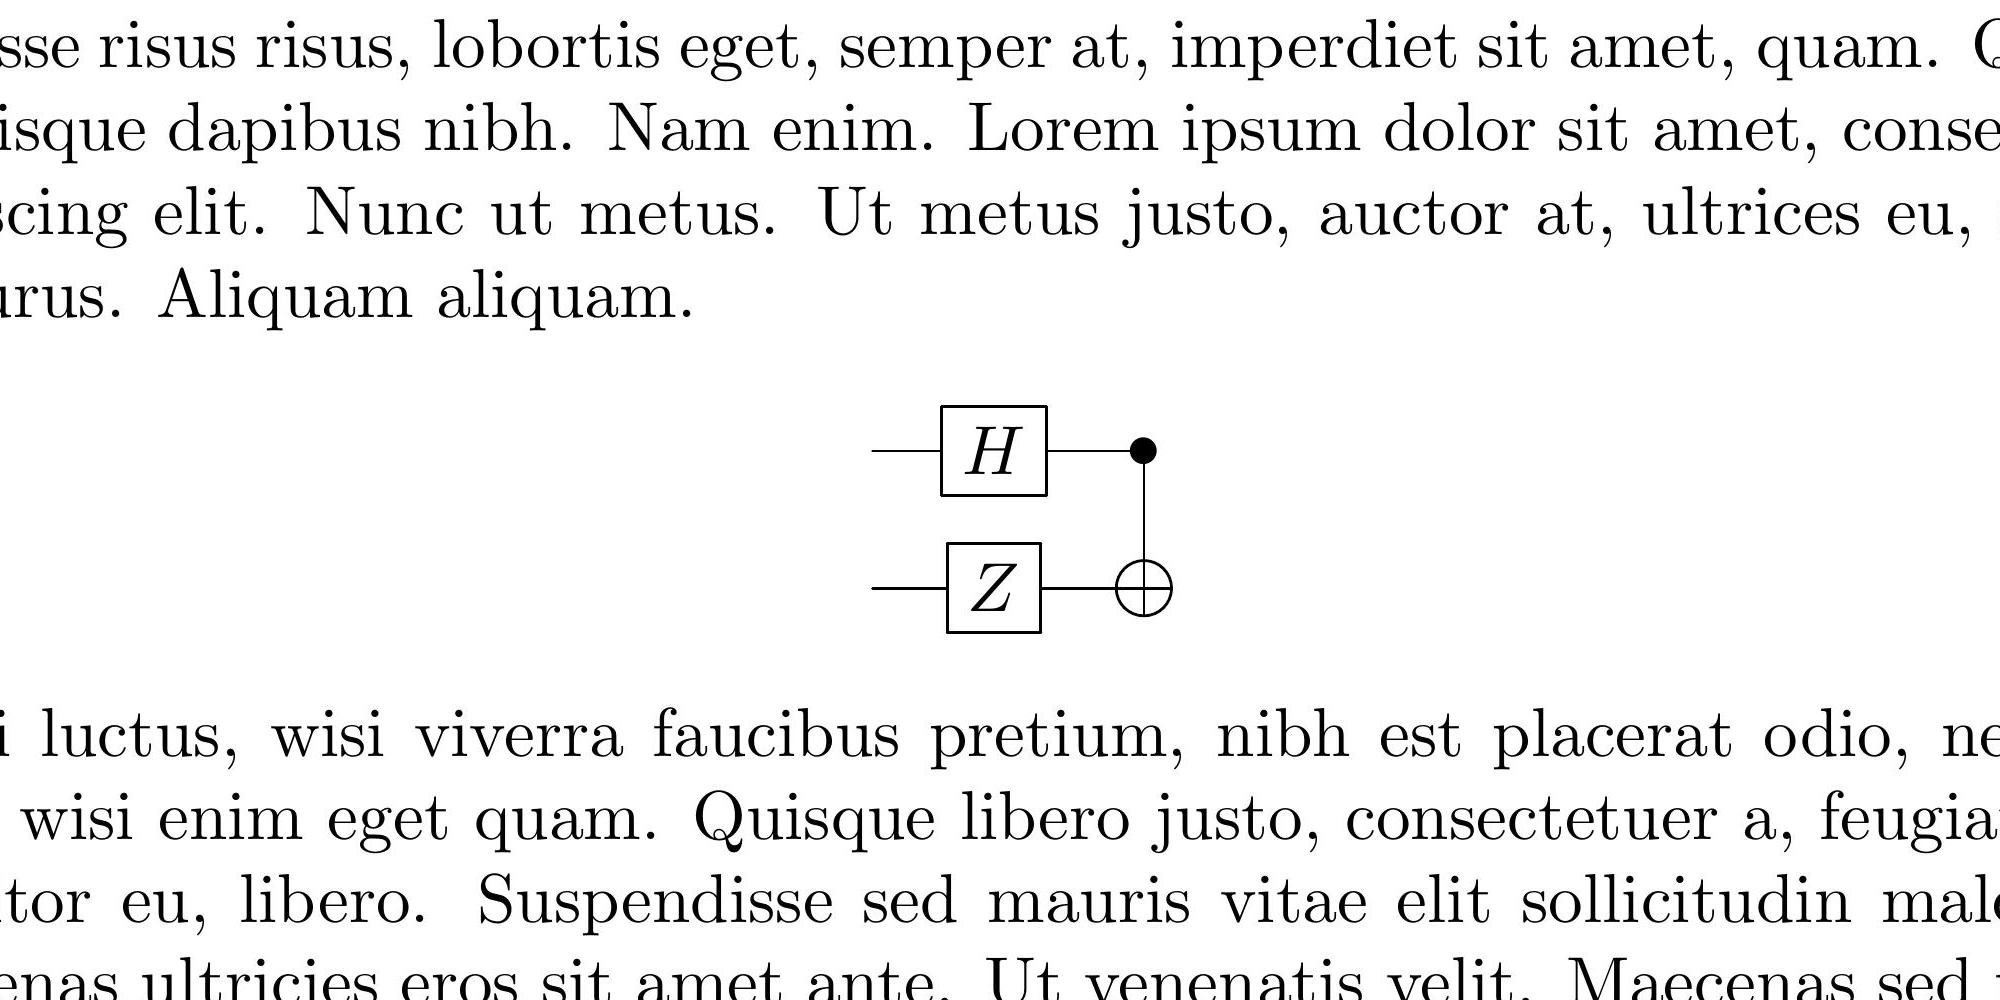 sse risus risus, lobortis eget, semper at, imperdiet sit amet, quam.
isque dapibus nibh. Nam enim. Lorem ipsum dolor sit amet, conse
scing elit. Nunc ut metus. Ut metus justo, auctor at, ultrices eu,
urus. Aliquam aliquam.
H
Z
i luctus, wisi viverra faucibus pretium, nibh est placerat odio, ne
wisi enim eget quam. Quisque libero justo, consectetuer a, feugia
itor eu, libero. Suspendisse sed mauris vitae elit sollicitudin male
enas ultricies eros sit amet ante. Ut venenatis velit. Maecenas sed